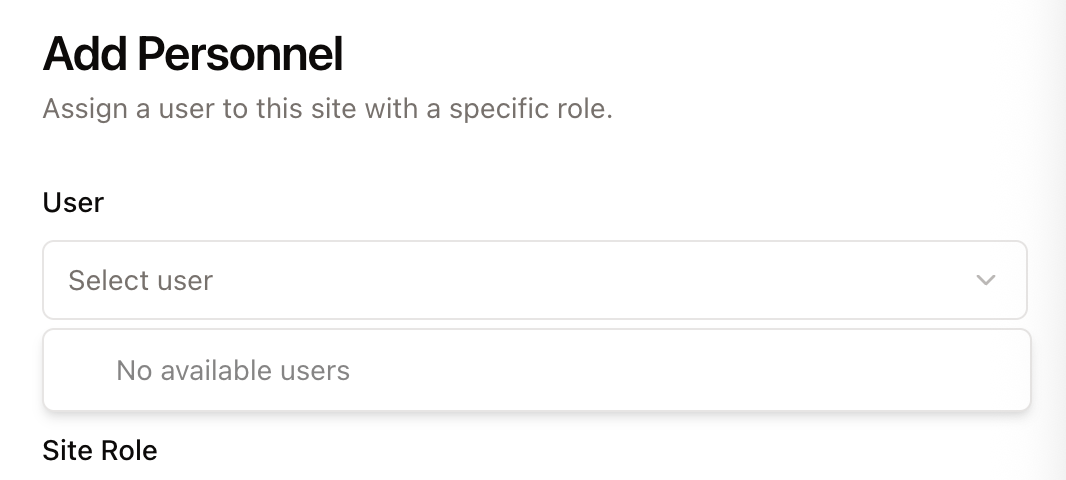 Add Personnel
Assign a user to this site with a specific role.
User
Select user
No available users
Site Role